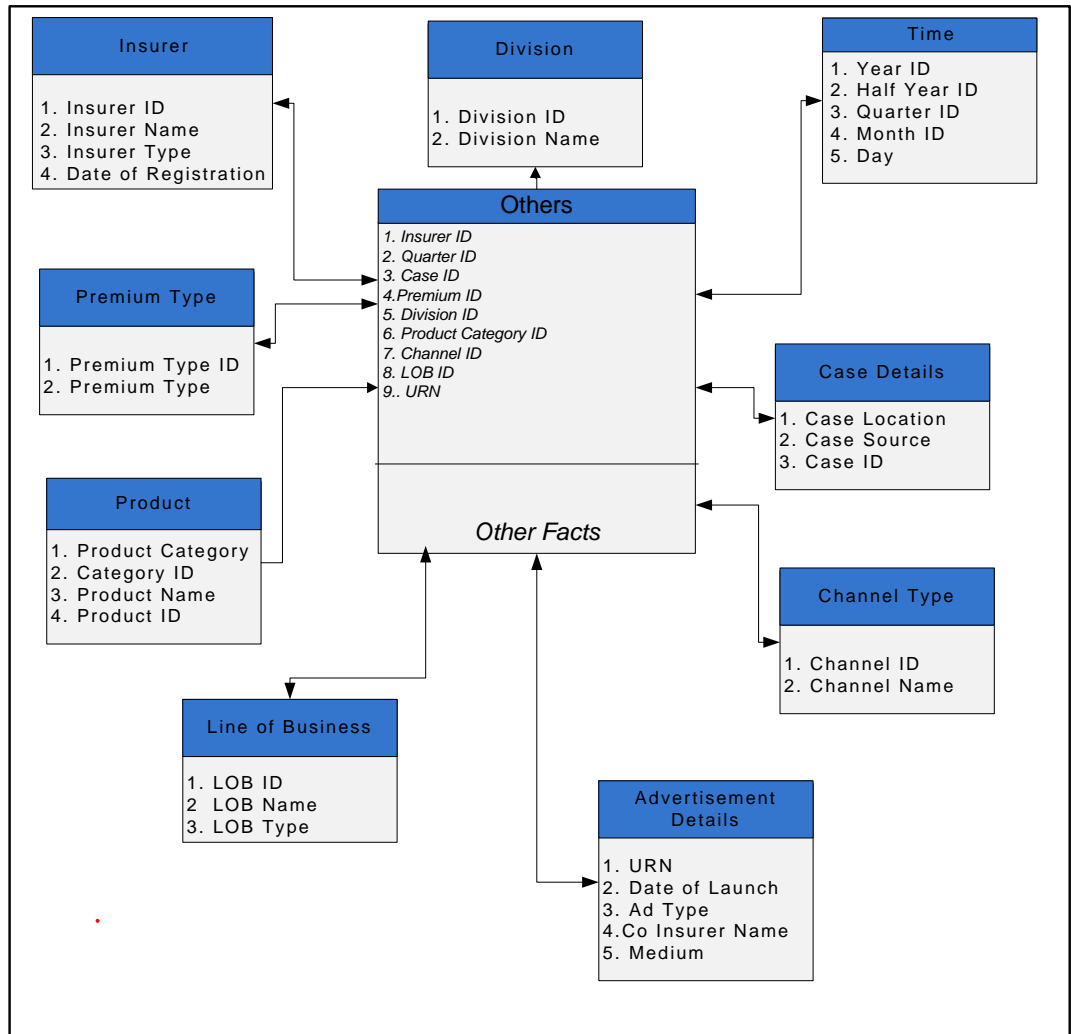 Insurer
1. Insurer ID
2. Insurer Name
3. Insurer Type
4. Date of Registration
Division
1. Division ID
2. Division Name
Time
1. Year ID
2. Half Year ID
3. Quarter ID
4. Month ID
5. Day
Others
1. Insurer ID
2. Quarter ID
3. Case ID
4.Premium ID
5. Division ID
6. Product Category ID
7. Channel ID
8. LOB ID
9.. URN
Other Facts
Premium Type
1. Premium Type ID
2. Premium Type
Case Details
1. Case Location
2. Case Source
3. Case ID
Product
1. Product Category
2. Category ID
3. Product Name
4. Product ID
Channel Type
1. Channel ID
2. Channel Name
Line of Business
1. LOB ID
2 LOB Name
3. LOB Type
Advertisement
Details
1. URN
2. Date of Launch
3. Ad Type
4.Co Insurer Name
5. Medium